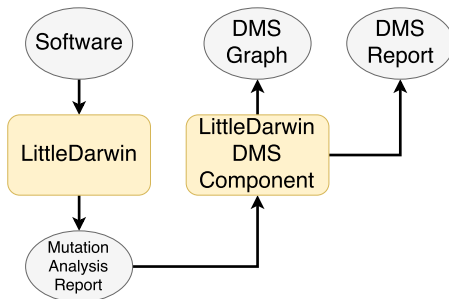 Software
DMS
Graph
DMS
Report
LittleDarwin
LittleDarwin
DMS
Component
Mutation
Analysis
Report